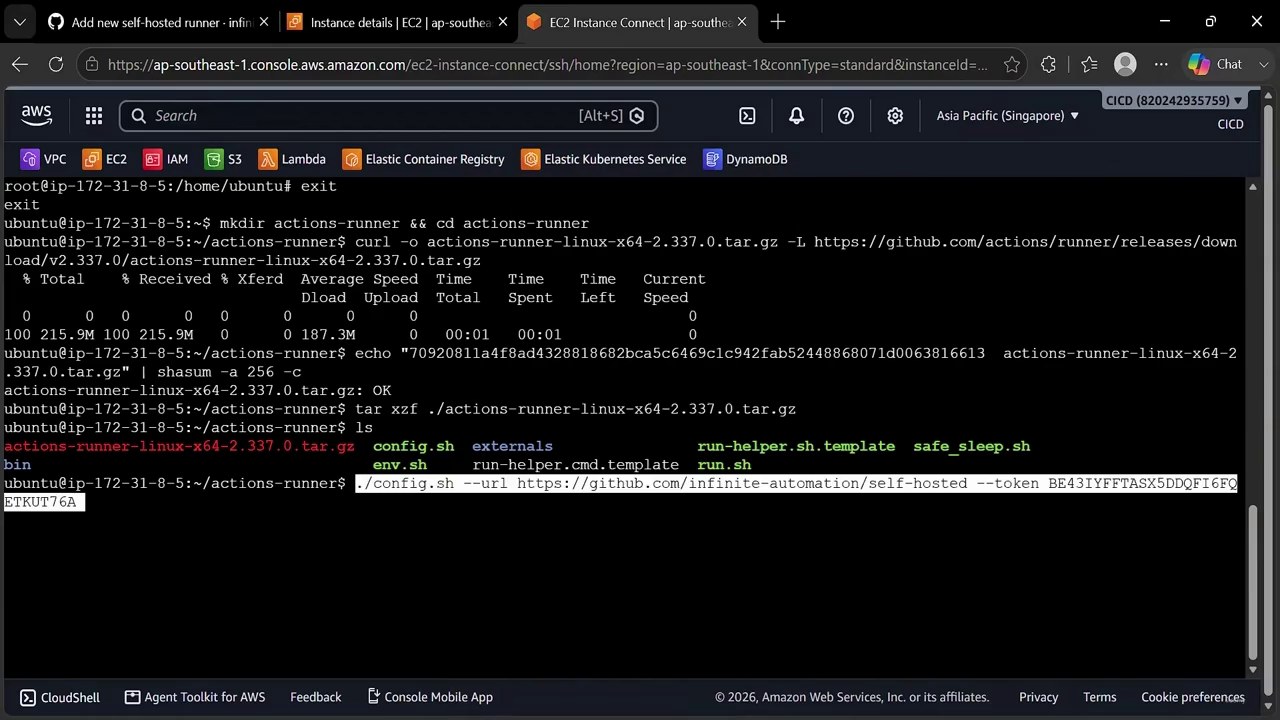 Add new self-hosted runner · infini
Instance details | EC2 | ap-southea
EC2 Instance Connect | ap-southea
https://ap-southeast-1.console.aws.amazon.com/ec2-instance-connect/ssh/home?region=ap-southeast-1&connType=standard&instanceId=...
Chat
aws
Search
[Alt+S]
Asia Pacific (Singapore)
CICD (820242935759)
CICD
VPC EC2 IAM S3 Lambda Elastic Container Registry Elastic Kubernetes Service DynamoDB
root@ip-172-31-8-5:/home/ubuntu# exit
exit
ubuntu@ip-172-31-8-5:~$ mkdir actions-runner && cd actions-runner
ubuntu@ip-172-31-8-5:~/actions-runner$ curl -o actions-runner-linux-x64-2.337.0.tar.gz -L https://github.com/actions/runner/releases/down
load/v2.337.0/actions-runner-linux-x64-2.337.0.tar.gz
% Total % Received % Xferd Average Speed Time Time Time Current
Dload Upload Total Spent Left Speed
0 0 0 0 0 0 0 0
100 215.9M 100 215.9M 0 0 187.3M 0 00:01 00:01 0
ubuntu@ip-172-31-8-5:~/actions-runner$ echo "70920811a4f8ad4328818682bca5c6469c1c942fab52448868071d0063816613 actions-runner-linux-x64-2
.337.0.tar.gz" | shasum -a 256 -c
actions-runner-linux-x64-2.337.0.tar.gz: OK
ubuntu@ip-172-31-8-5:~/actions-runner$ tar xzf ./actions-runner-linux-x64-2.337.0.tar.gz
ubuntu@ip-172-31-8-5:~/actions-runner$ ls
actions-runner-linux-x64-2.337.0.tar.gz config.sh externals run-helper.sh.template safe_sleep.sh
bin env.sh run-helper.cmd.template run.sh
ubuntu@ip-172-31-8-5:~/actions-runner$ ./config.sh --url https://github.com/infinite-automation/self-hosted --token BE43IYFFTASX5DDQFI6FQ
ETKUT76A
CloudShell Agent Toolkit for AWS Feedback Console Mobile App © 2026, Amazon Web Services, Inc. or its affiliates. Privacy Terms Cookie preferences